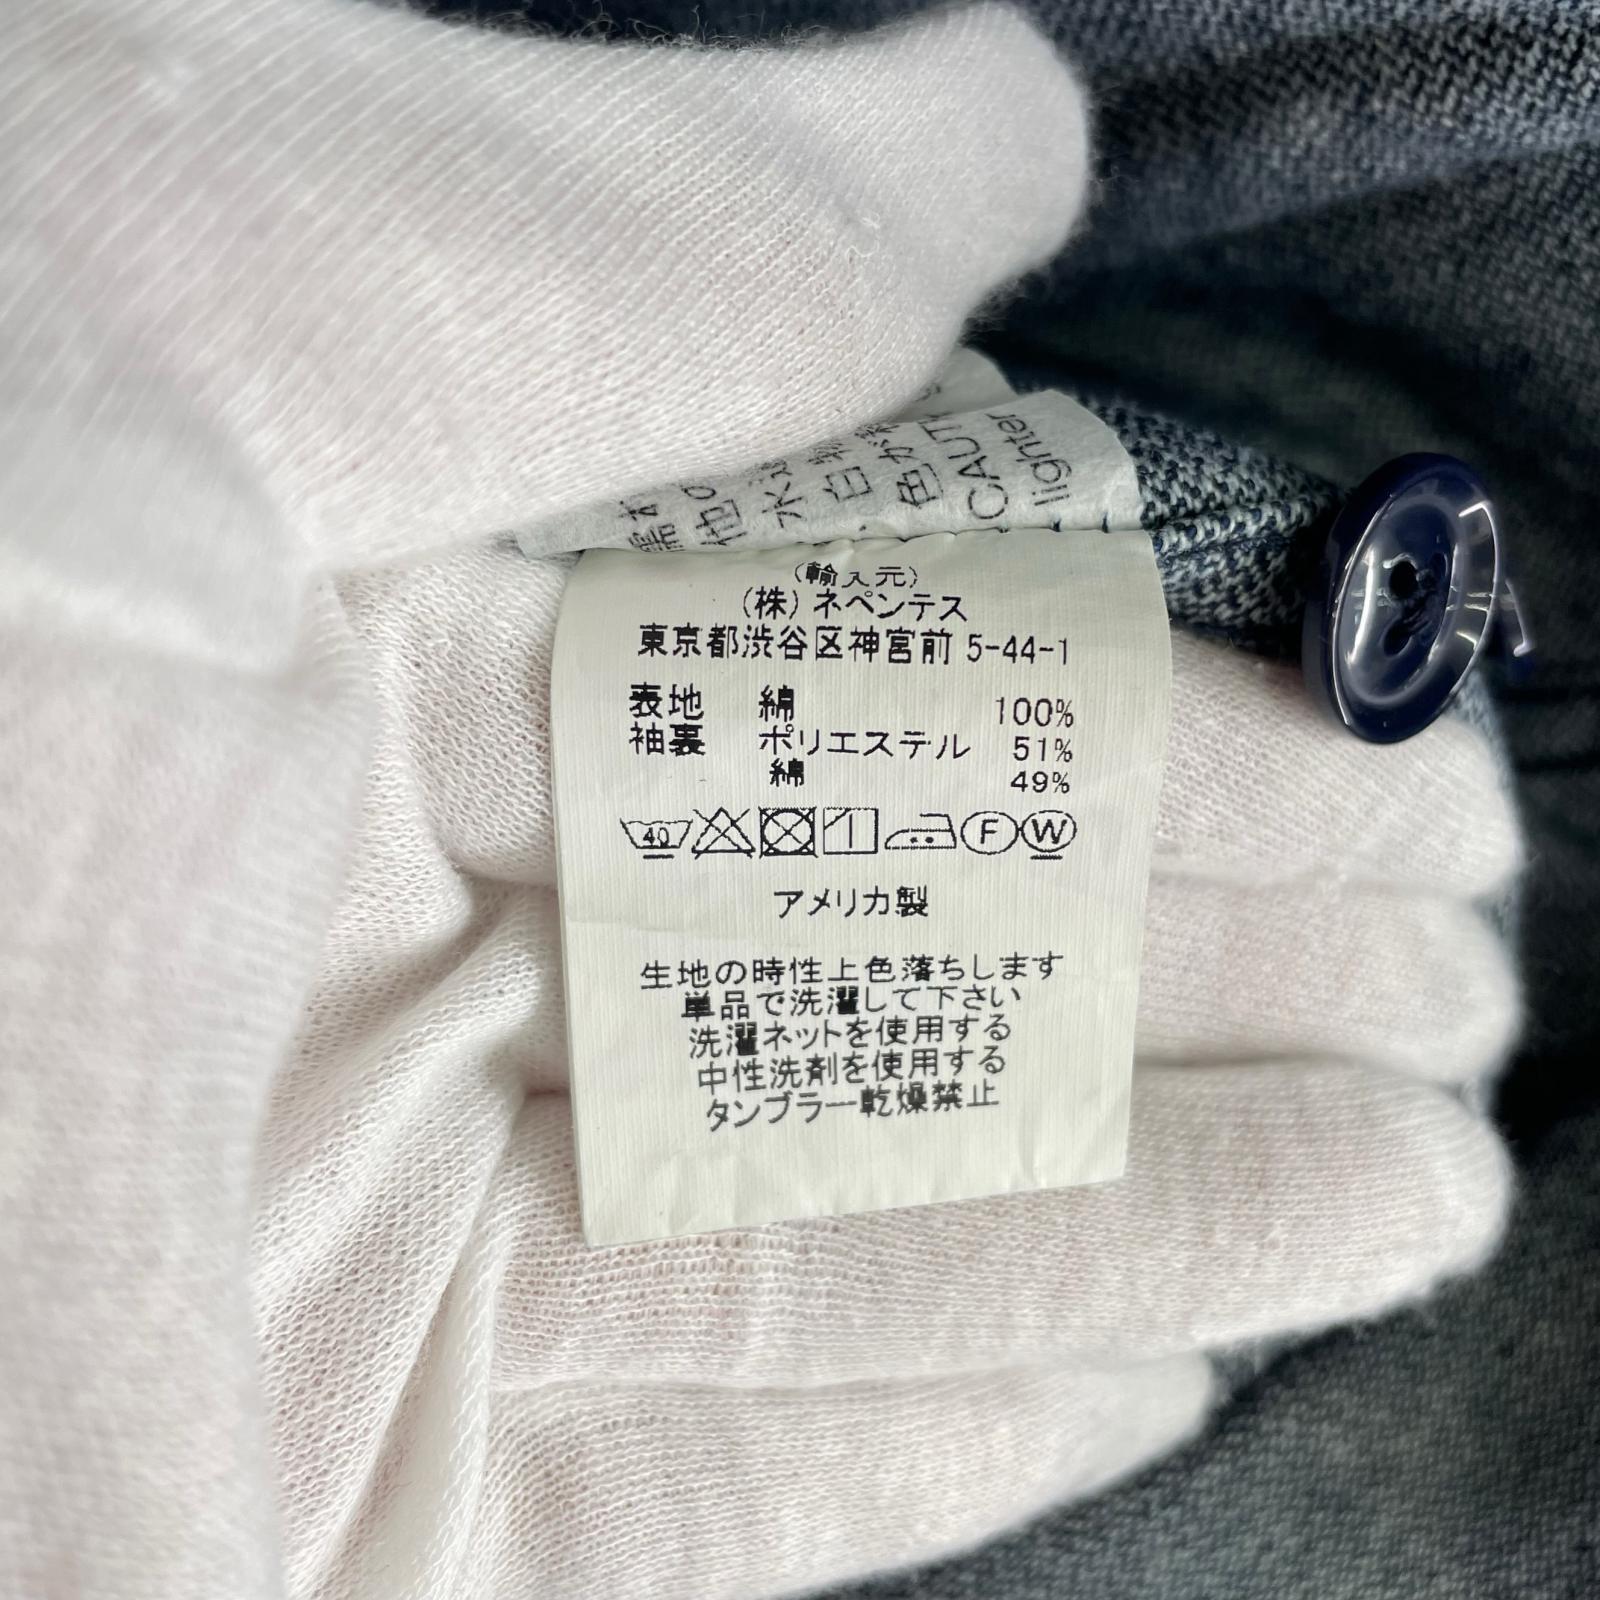 CAUT
lighter
(輸入元)
(株) ネペンテス
東京都渋谷区神宮前 5-44-1
表地 綿 100%
袖裏 ポリエステル 51%
綿 49%
40 F W
アメリカ製
生地の特性上色落ちします
単品で洗濯して下さい
洗濯ネットを使用する
中性洗剤を使用する
タンブラー乾燥禁止